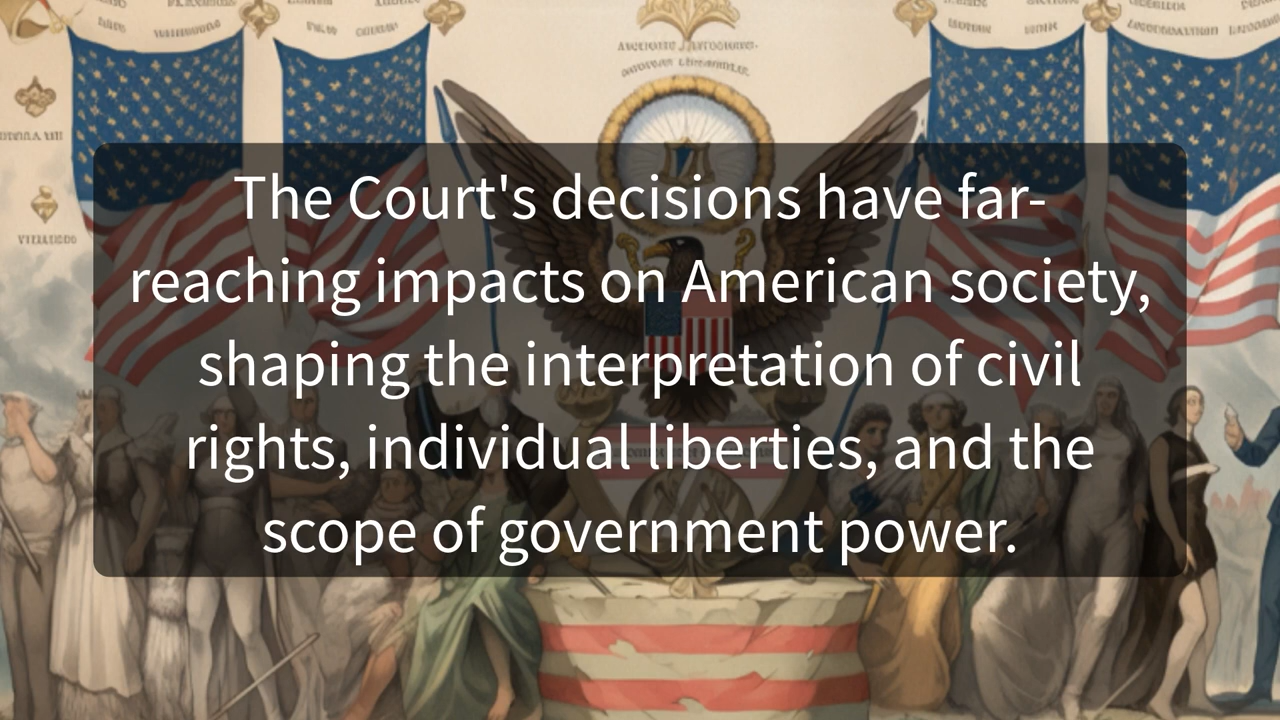 The Court's decisions have far-
reaching impacts on American society,
shaping the interpretation of civil
rights, individual liberties, and the
scope of government power.